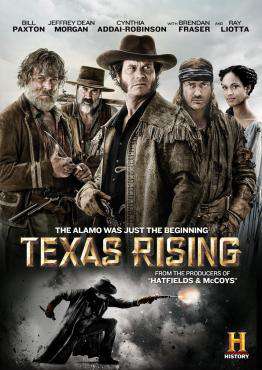 BILL PAXTON
JEFFREY DEAN MORGAN
CYNTHIA ADDAI-ROBINSON
WITH BRENDAN FRASER
AND RAY LIOTTA
THE ALAMO WAS JUST THE BEGINNING
TEXAS RISING
FROM THE PRODUCERS OF
"HATFIELDS & McCOYS"
H
HISTORY